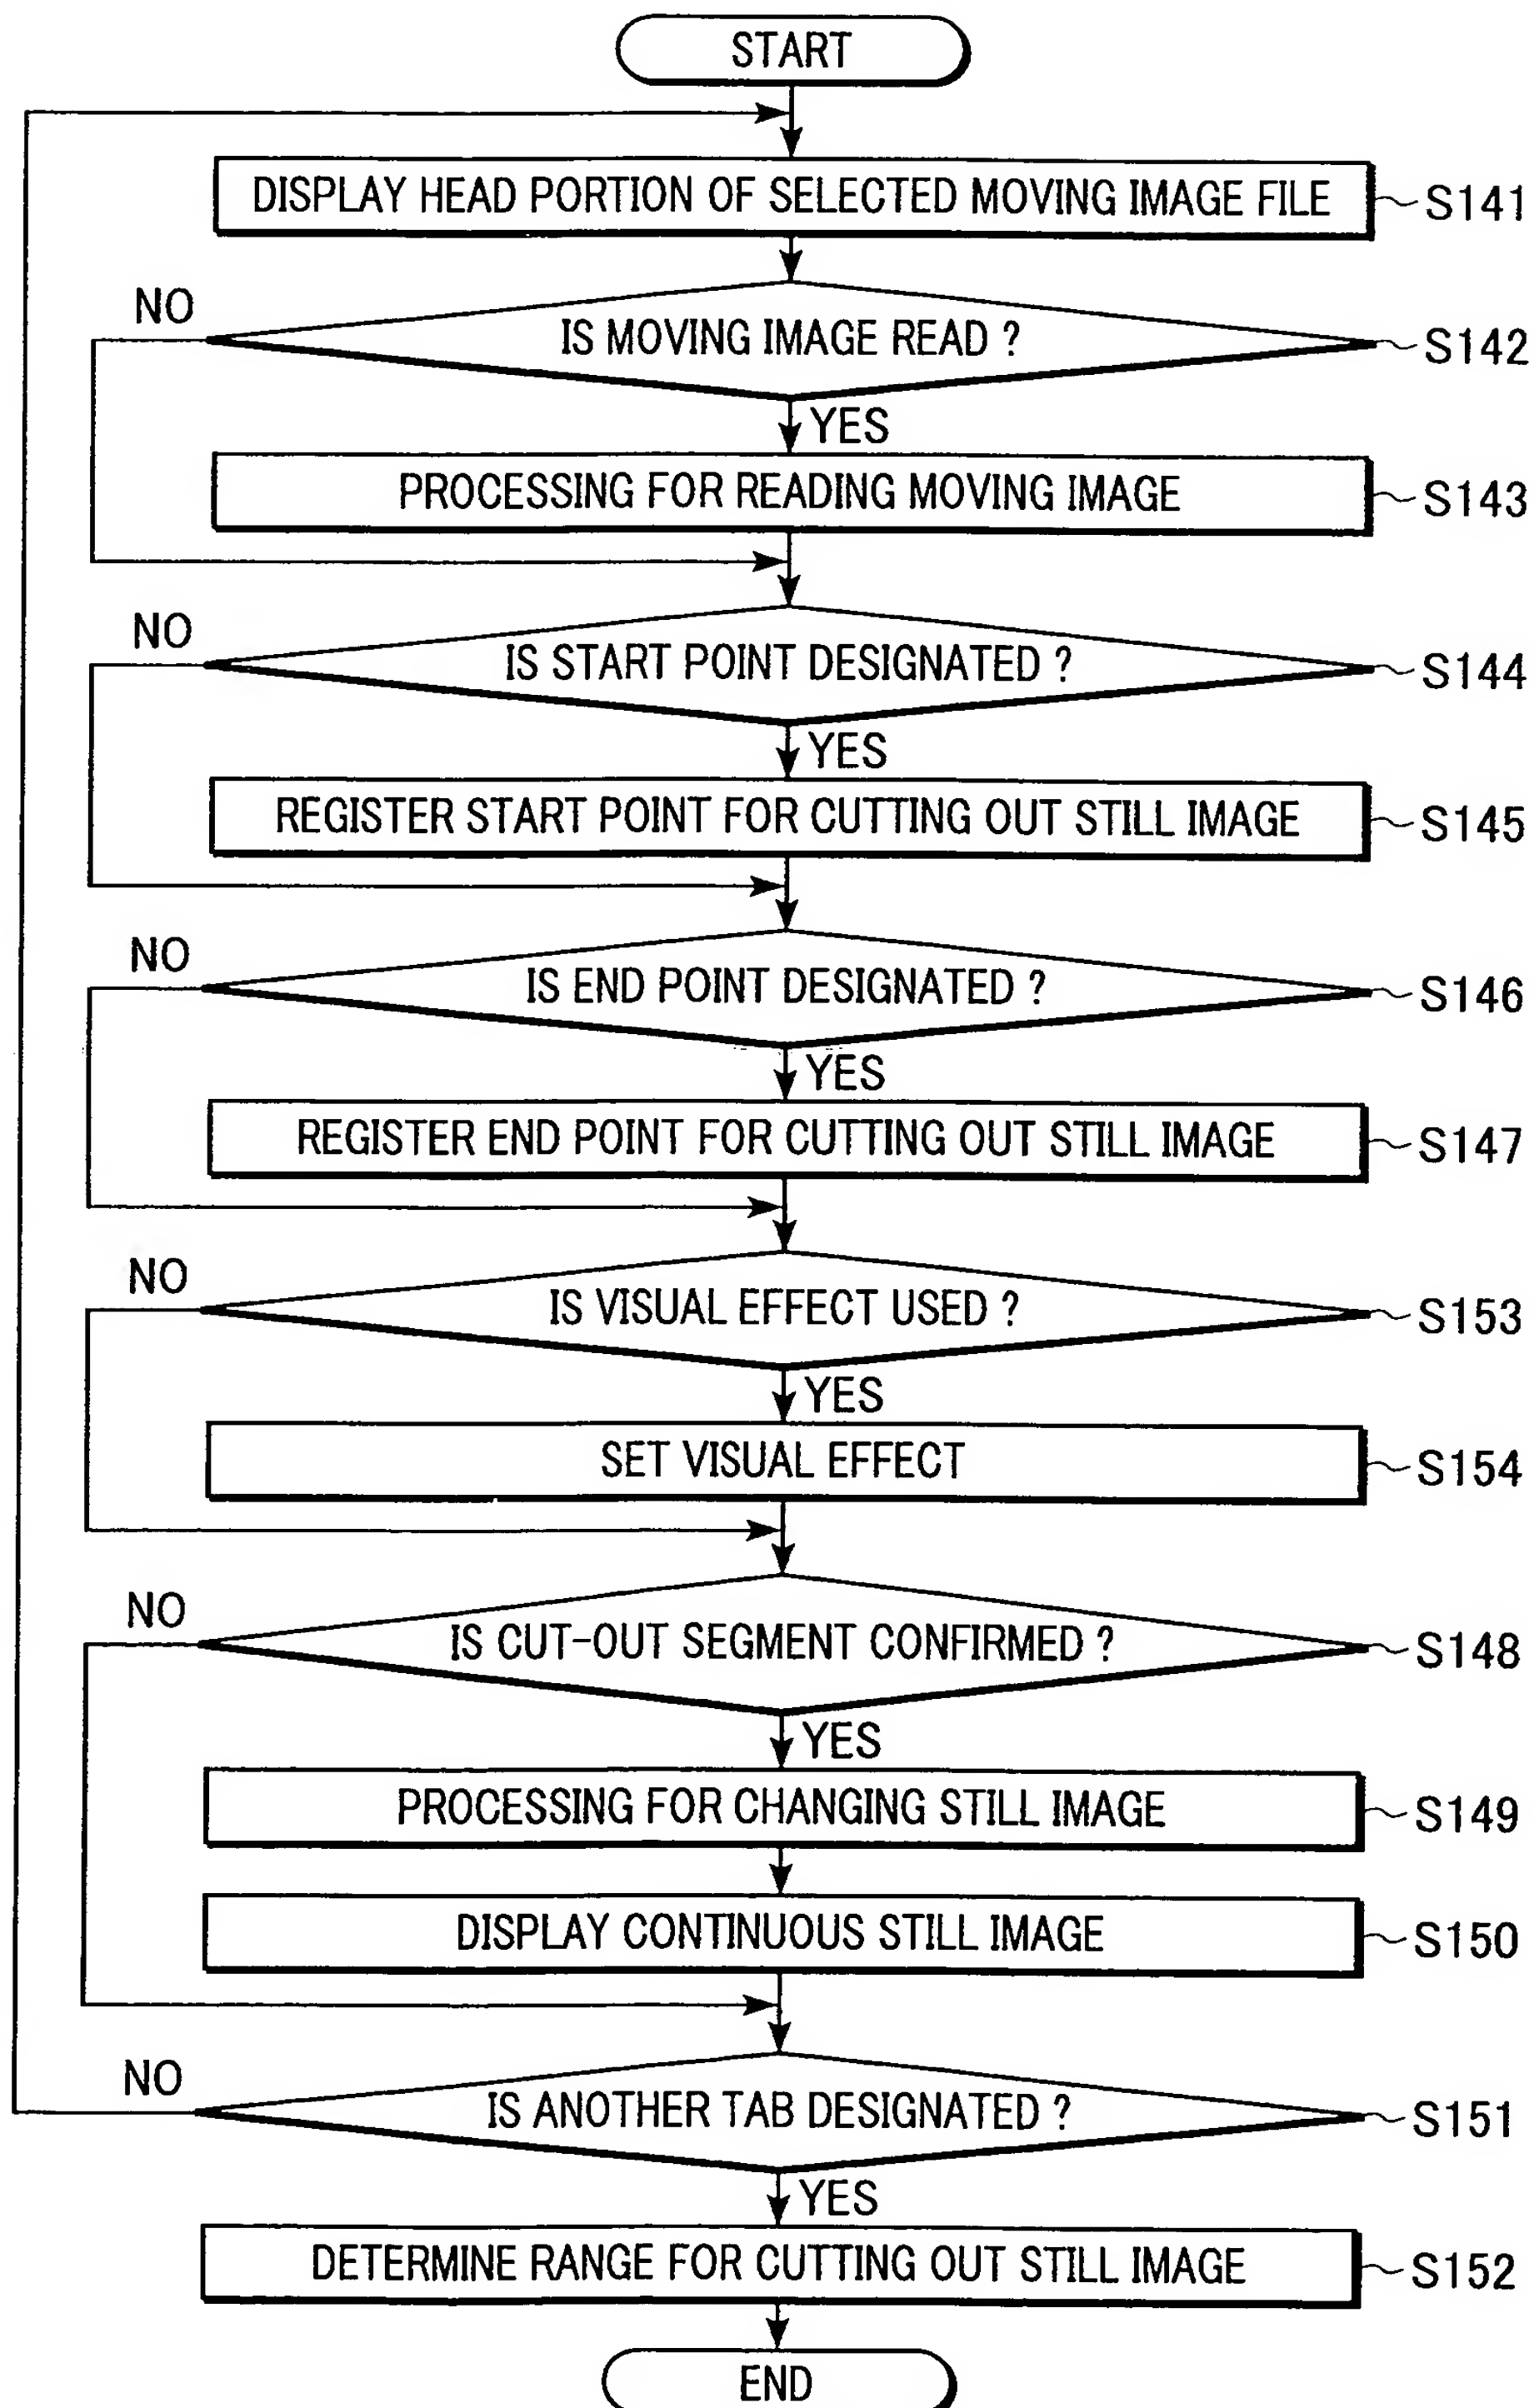 START
DISPLAY HEAD PORTION OF SELECTED MOVING IMAGE FILE S141
NO
IS MOVING IMAGE READ ? S142
YES
PROCESSING FOR READING MOVING IMAGE S143
NO
IS START POINT DESIGNATED ? S144
YES
REGISTER START POINT FOR CUTTING OUT STILL IMAGE S145
NO
IS END POINT DESIGNATED ? S146
YES
REGISTER END POINT FOR CUTTING OUT STILL IMAGE S147
NO
IS VISUAL EFFECT USED ? S153
YES
SET VISUAL EFFECT S154
NO
IS CUT-OUT SEGMENT CONFIRMED ? S148
YES
PROCESSING FOR CHANGING STILL IMAGE S149
DISPLAY CONTINUOUS STILL IMAGE S150
NO
IS ANOTHER TAB DESIGNATED ? S151
YES
DETERMINE RANGE FOR CUTTING OUT STILL IMAGE S152
END